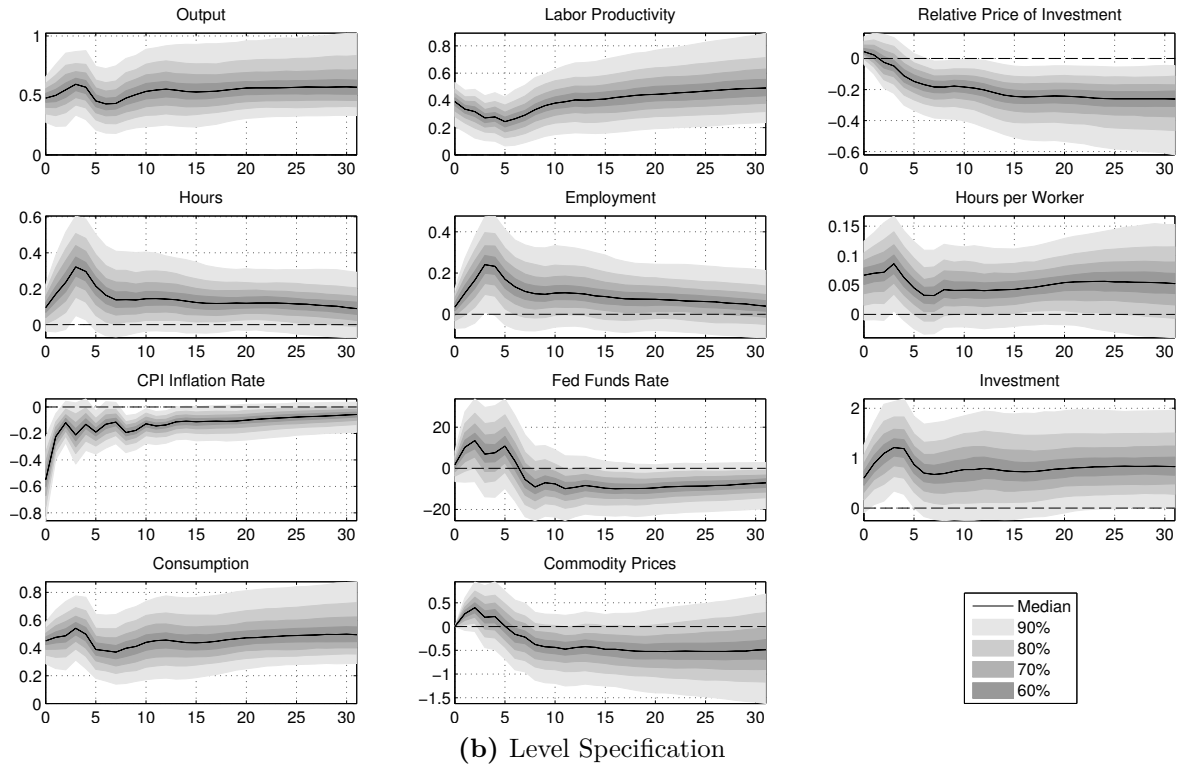 Output
1
0.5
0
0 5 10 15 20 25 30
Labor Productivity
0.8
0.6
0.4
0.2
0
0 5 10 15 20 25 30
Relative Price of Investment
0
−0.2
−0.4
−0.6
0 5 10 15 20 25 30
Hours
0.6
0.4
0.2
0
0 5 10 15 20 25 30
Employment
0.4
0.2
0
0 5 10 15 20 25 30
Hours per Worker
0.15
0.1
0.05
0
0 5 10 15 20 25 30
CPI Inflation Rate
0
−0.2
−0.4
−0.6
−0.8
0 5 10 15 20 25 30
Fed Funds Rate
20
0
−20
0 5 10 15 20 25 30
Investment
2
1
0
0 5 10 15 20 25 30
Consumption
0.8
0.6
0.4
0.2
0
0 5 10 15 20 25 30
Commodity Prices
0.5
0
−0.5
−1
−1.5
0 5 10 15 20 25 30
Median
90%
80%
70%
60%
(b) Level Specification